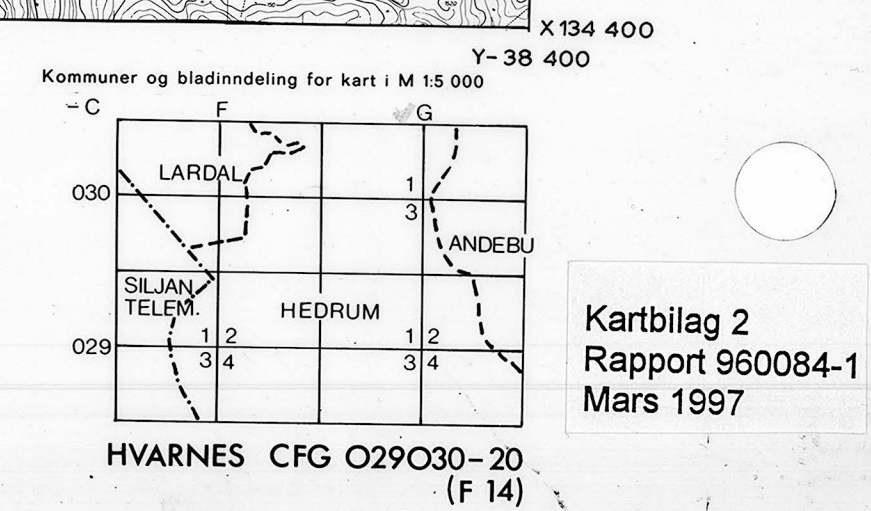 X 134 400
Y-38 400
Kommuner og bladinndeling for kart i M 1:5 000
-C F G
LARDAL
030 1
3
ANDEBU
SILJAN
TELEM. HEDRUM
1 2 1 2
029
3 4 3 4
HVARNES CFG 029030-20
(F 14)
Kartbilag 2
Rapport 960084-1
Mars 1997